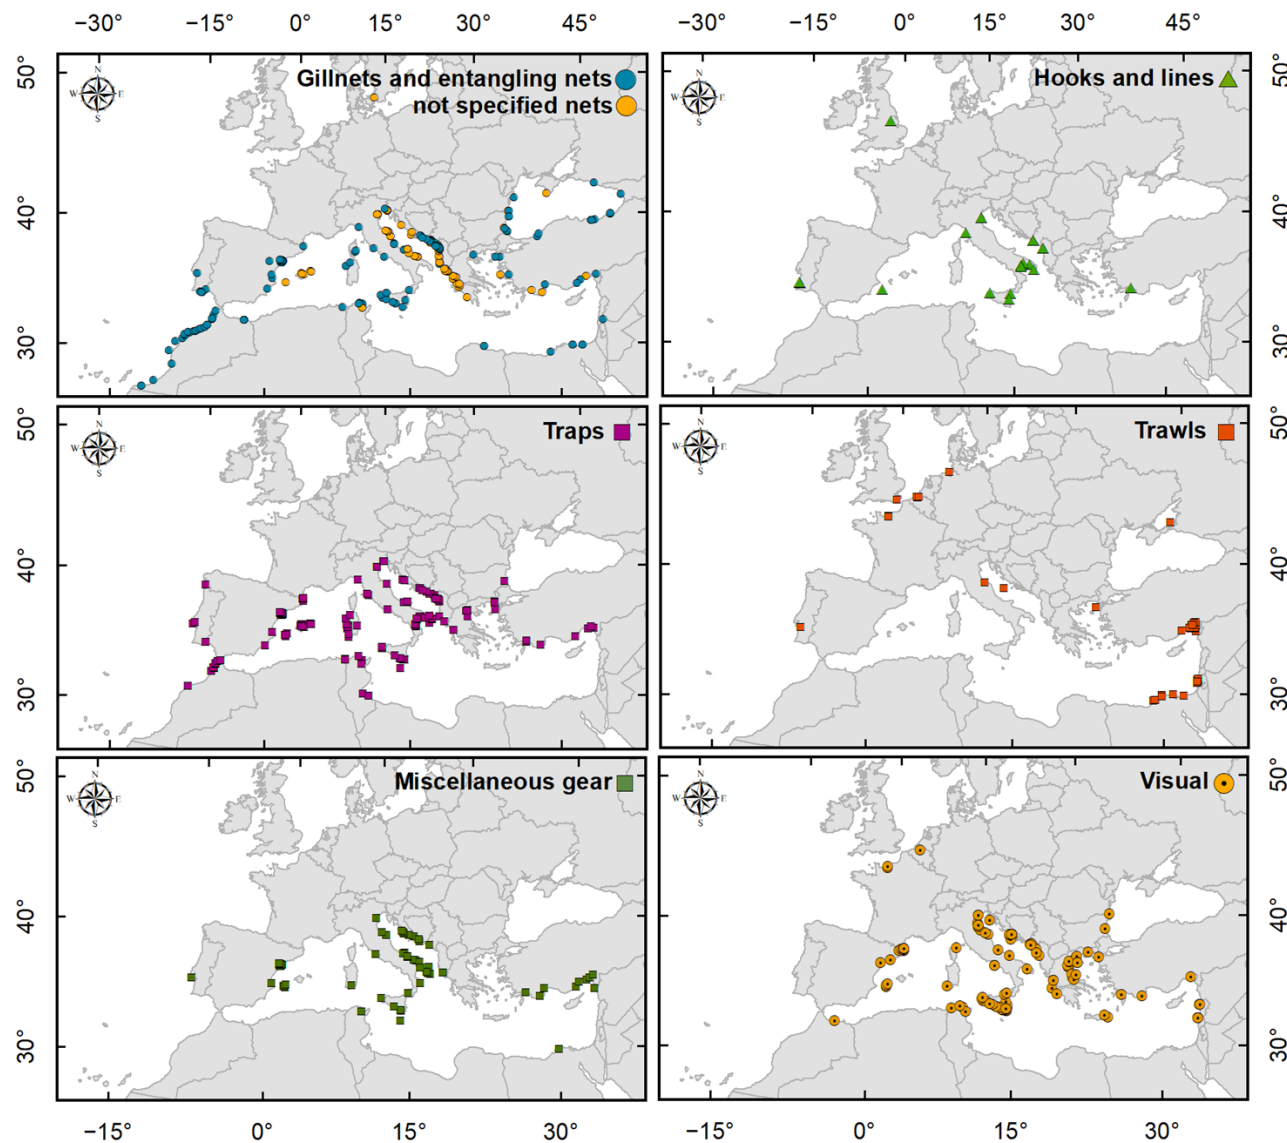 −30° −15° 0° 15° 30° 45° −30° −15° 0° 15° 30° 45°
50° 40° 30°
N
W E
S
Gillnets and entangling nets
not specified nets
N
W E
S
Hooks and lines
50° 40° 30°
50° 40° 30°
N
W E
S
Traps
N
W E
S
Trawls
50° 40° 30°
50° 40° 30°
N
W E
S
Miscellaneous gear
N
W E
S
Visual
50° 40° 30°
−15° 0° 15° 30° −15° 0° 15° 30°